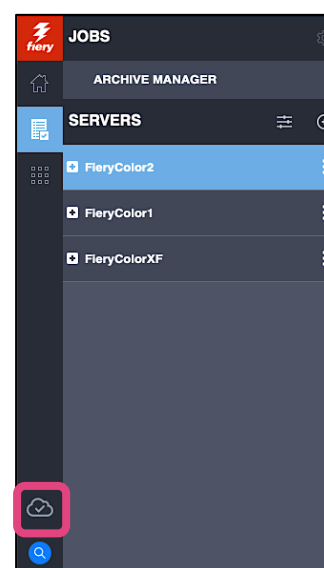 fiery
JOBS
ARCHIVE MANAGER
SERVERS
FieryColor2
FieryColor1
FieryColorXF